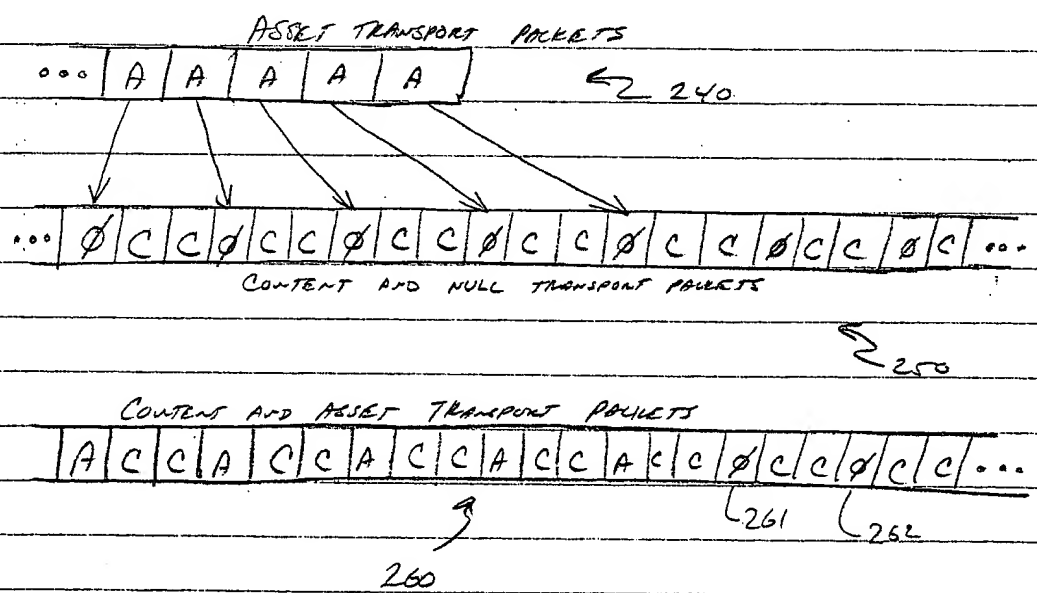 ASSET TRANSPORT PACKETS
... A A A A A
240
... Ø C C Ø C C Ø C C Ø C C Ø C C Ø C C Ø C ...
CONTENT AND NULL TRANSPORT PACKETS
250
CONTENT AND ASSET TRANSPORT PACKETS
A C C A C C A C C A C C A C C Ø C C Ø C C ...
261 262
260